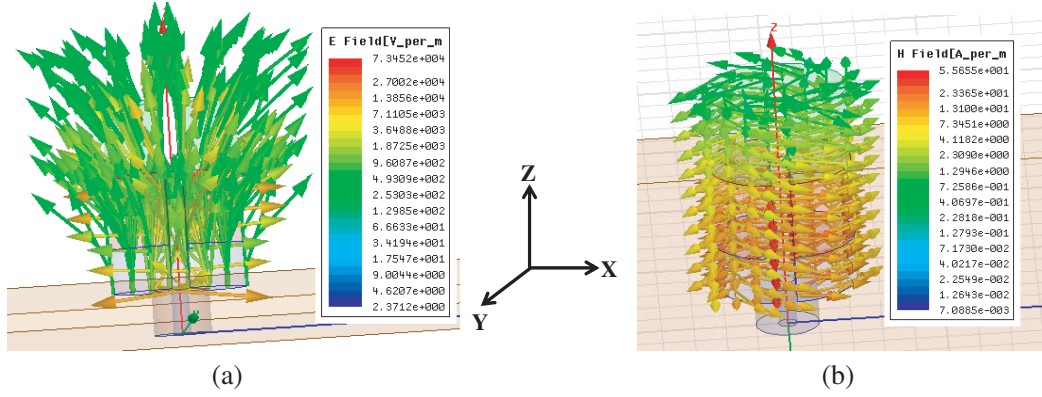 E Field[V_per_m
7.3452e+004
2.7002e+004
1.3856e+004
7.1105e+003
3.6488e+003
1.8725e+003
9.6087e+002
4.9309e+002
2.5303e+002
1.2985e+002
6.6633e+001
3.4194e+001
1.7547e+001
9.0044e+000
4.6207e+000
2.3712e+000
Z
X
Y
z
H Field[A_per_m
5.5655e+001
2.3365e+001
1.3100e+001
7.3451e+000
4.1182e+000
2.3090e+000
1.2946e+000
7.2586e-001
4.0697e-001
2.2818e-001
1.2793e-001
7.1730e-002
4.0217e-002
2.2549e-002
1.2643e-002
7.0885e-003
(a)
(b)